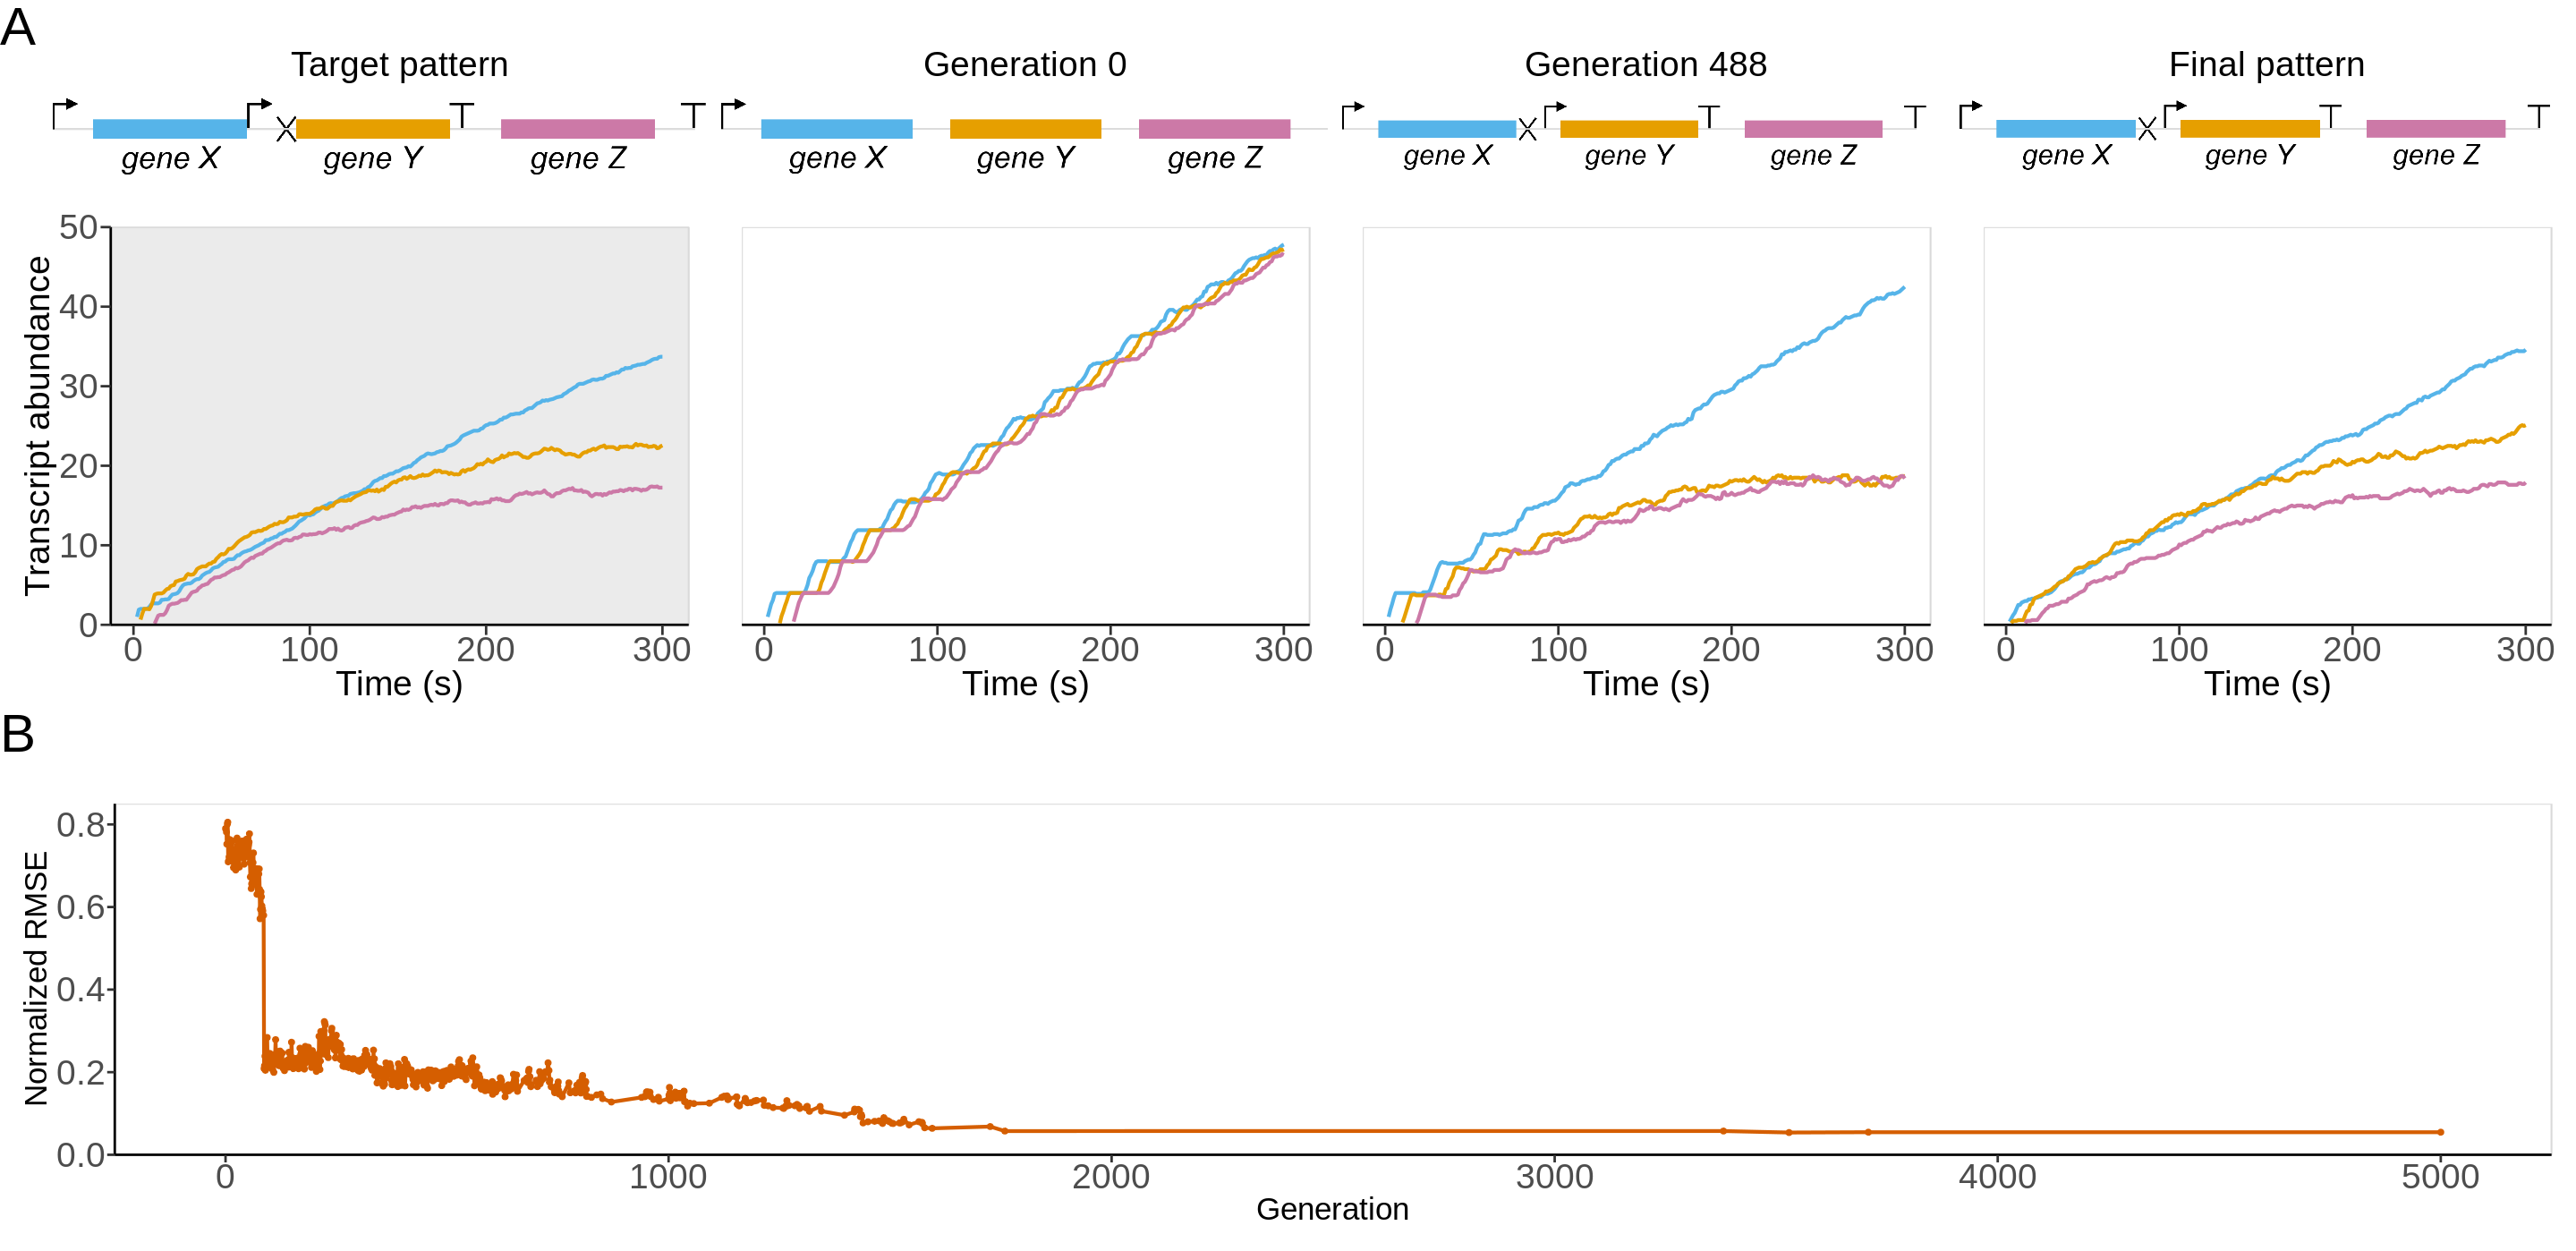 A
Target pattern Generation 0 Generation 488 Final pattern
gene X gene Y gene Z gene X gene Y gene Z gene X gene Y gene Z gene X gene Y gene Z
Transcript abundance
50
40
30
20
10
0
0 100 200 300 0 100 200 300 0 100 200 300 0 100 200 300
Time (s) Time (s) Time (s) Time (s)
B
Normalized RMSE
0.8
0.6
0.4
0.2
0.0
0 1000 2000 3000 4000 5000
Generation